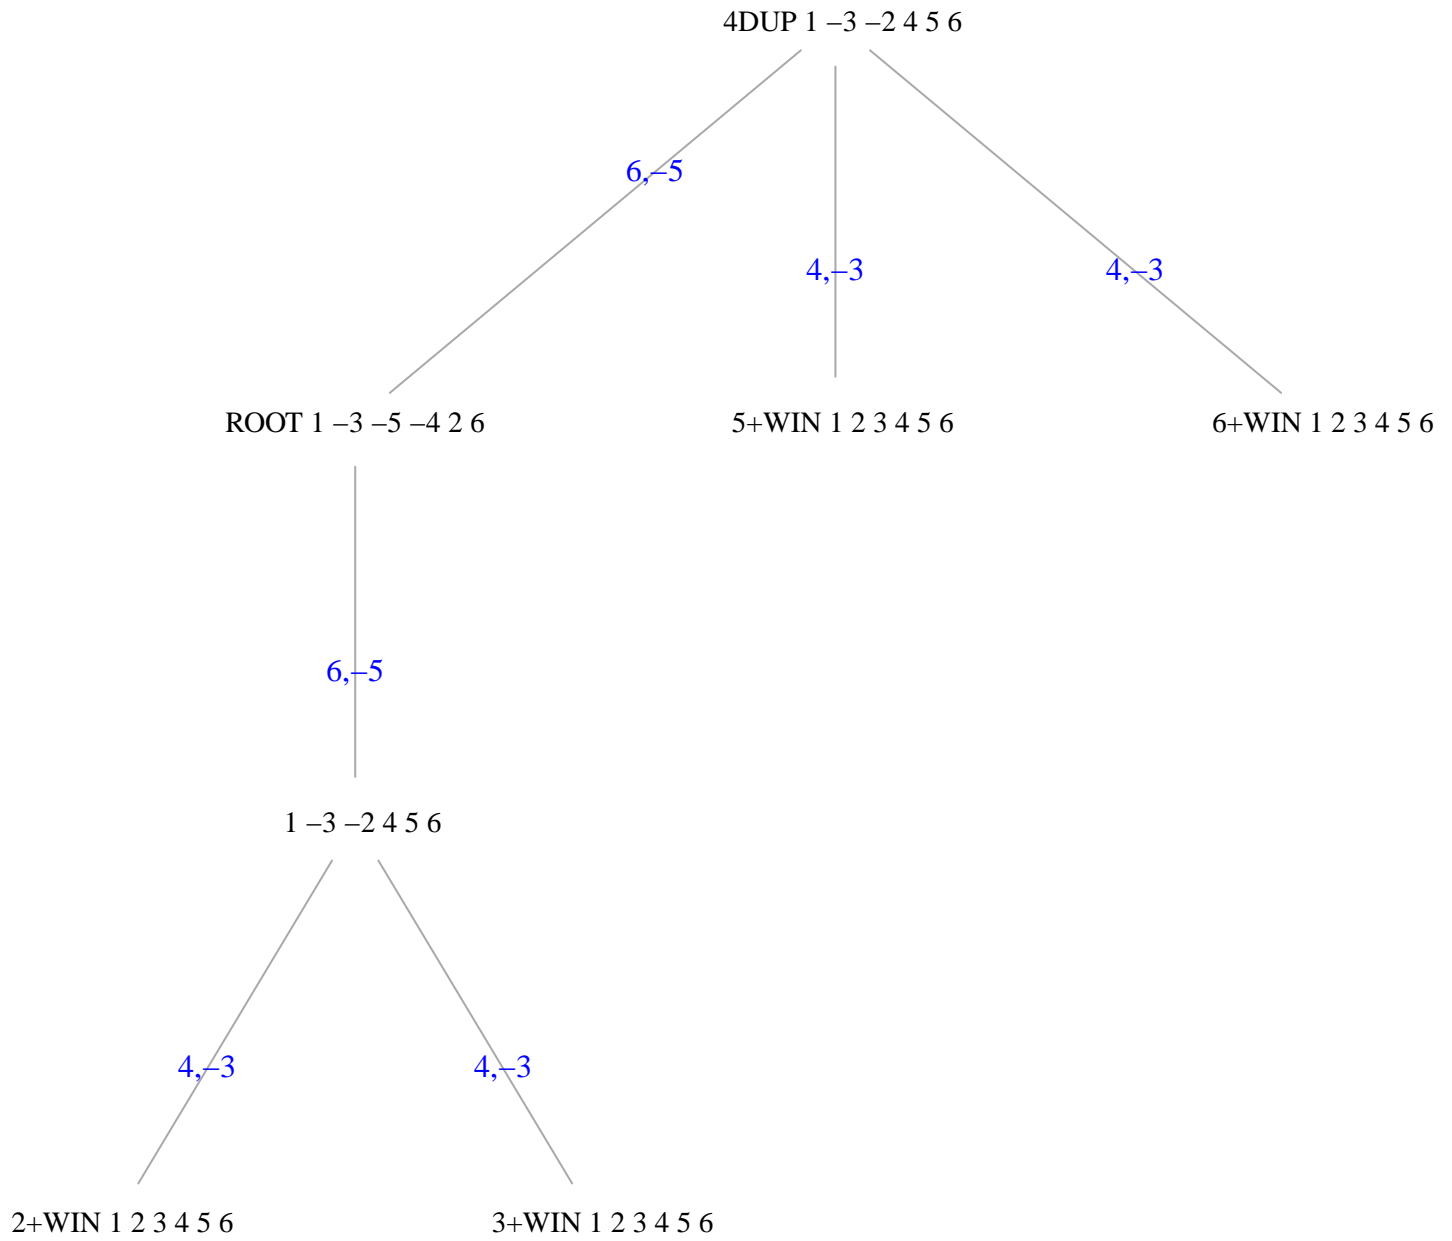 4DUP 1 –3 –2 4 5 6
6,–5
4,–3
4,–3
ROOT 1 –3 –5 –4 2 6
5+WIN 1 2 3 4 5 6
6+WIN 1 2 3 4 5 6
6,–5
1 –3 –2 4 5 6
4,–3
4,–3
2+WIN 1 2 3 4 5 6
3+WIN 1 2 3 4 5 6